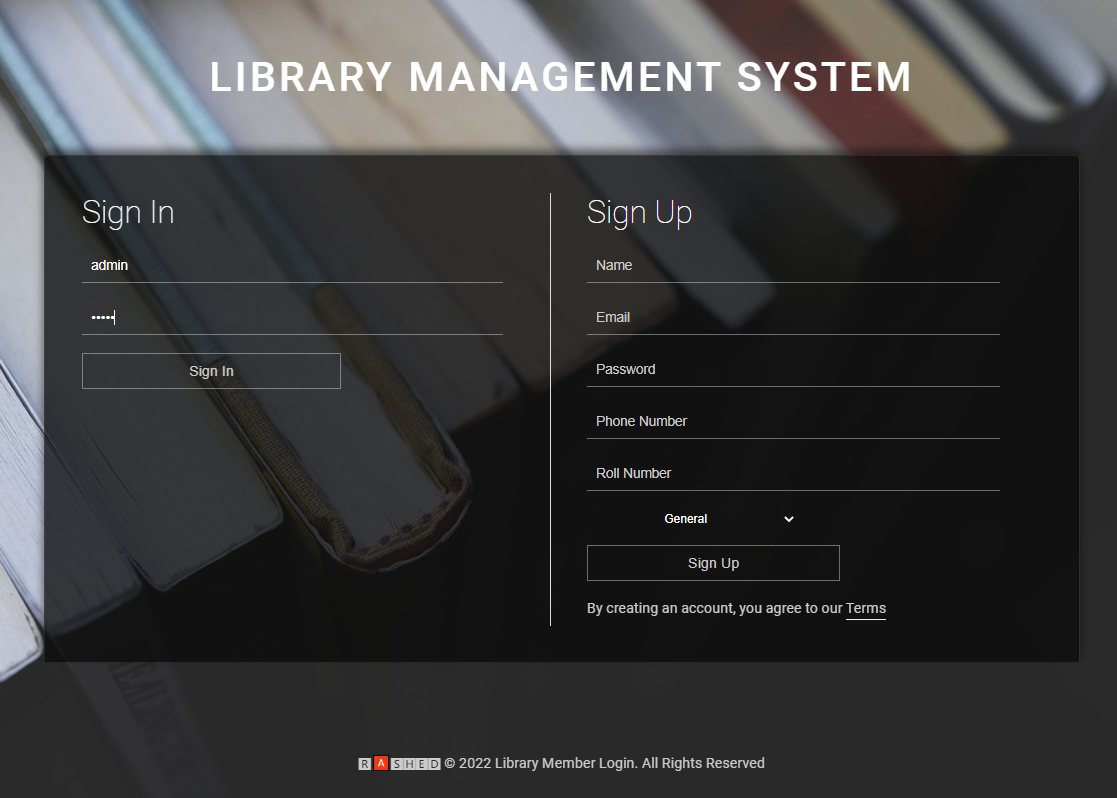 LIBRARY MANAGEMENT SYSTEM
Sign In
admin
•••••
Sign In
Sign Up
Name
Email
Password
Phone Number
Roll Number
General
Sign Up
By creating an account, you agree to our Terms
RASHED © 2022 Library Member Login. All Rights Reserved